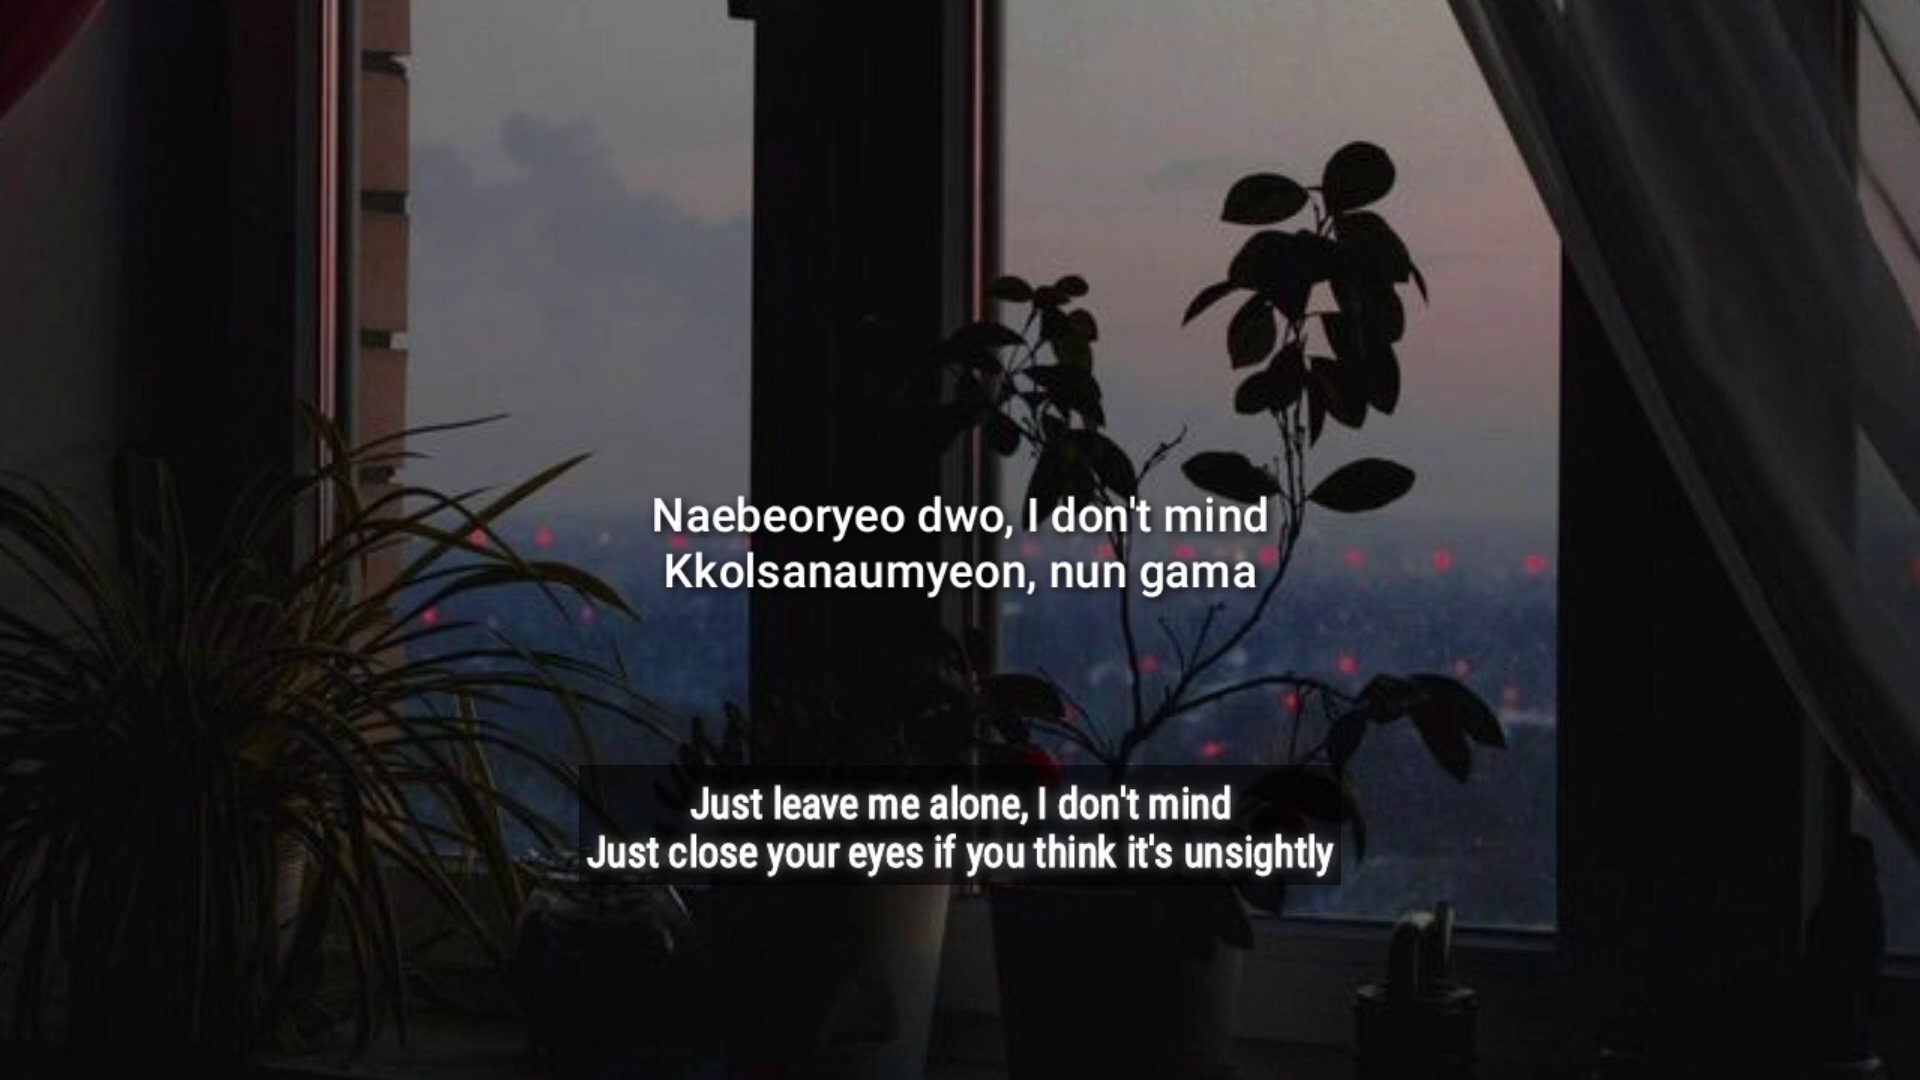 Naebeoryeo dwo, I don't mind
Kkolsanaumyeon, nun gama
Just leave me alone, I don't mind
Just close your eyes if you think it's unsightly